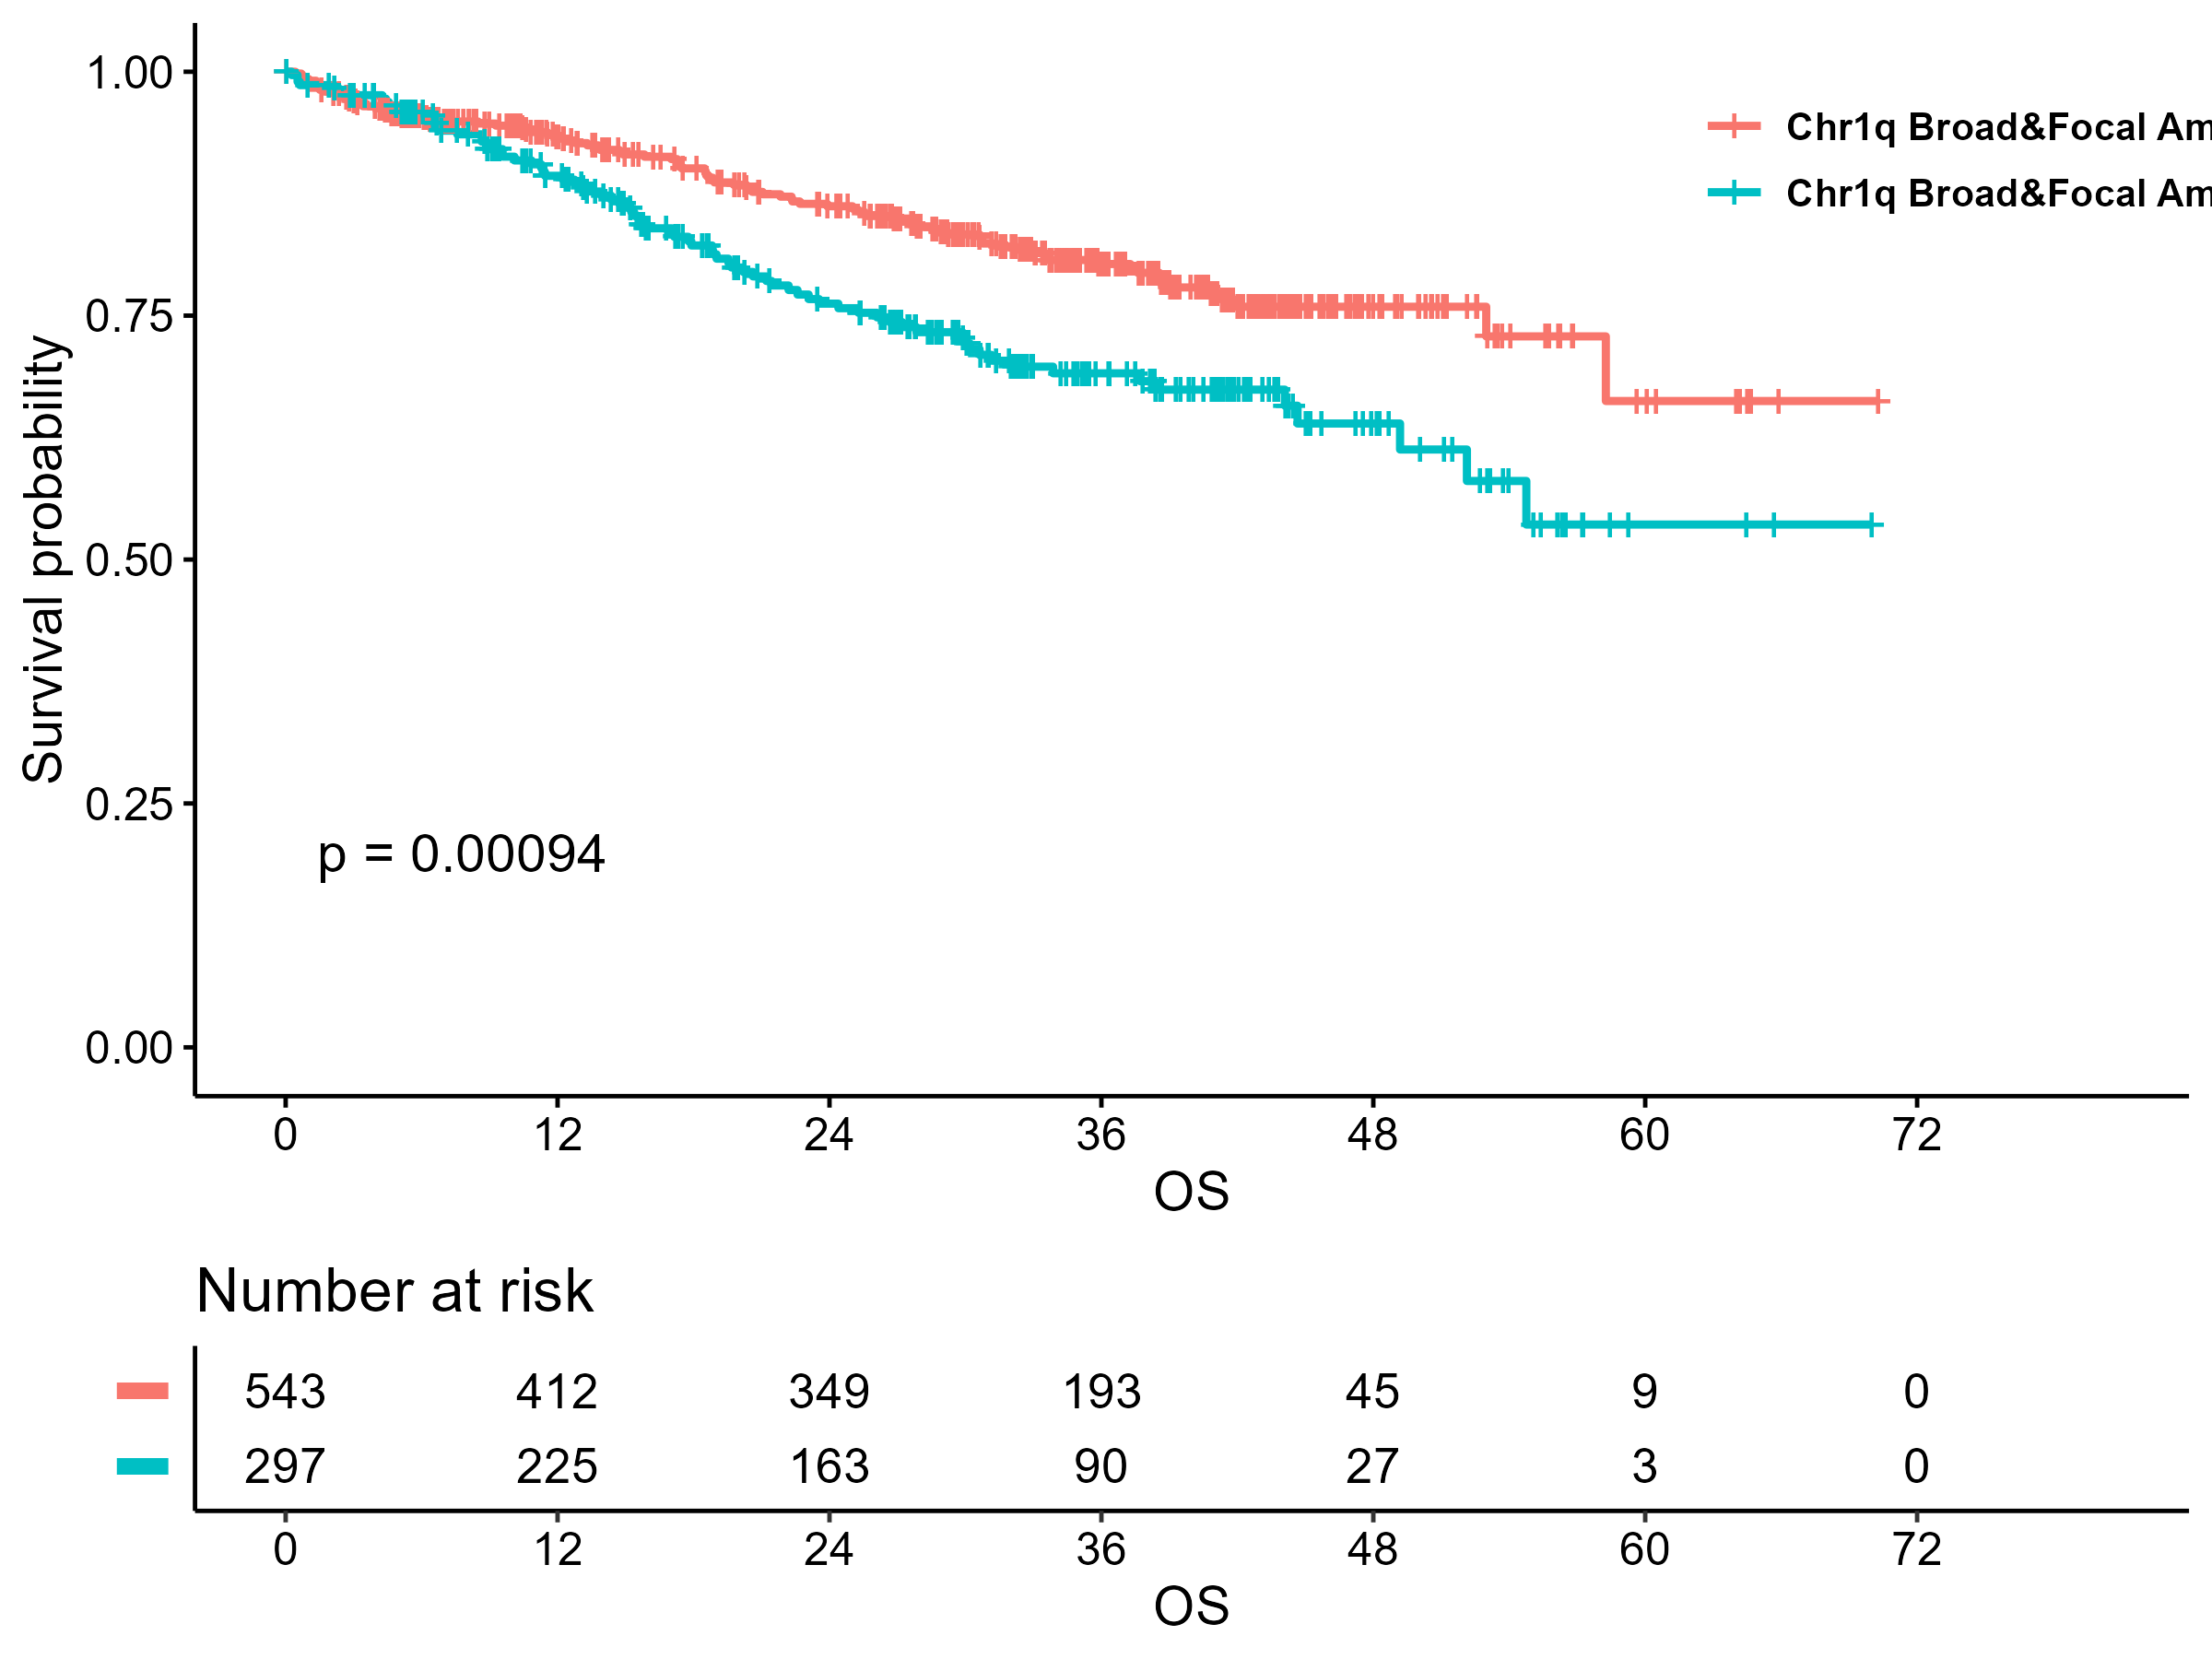 1.00
0.75
0.50
0.25
0.00
Survival probability
Chr1q Broad&Focal Am
Chr1q Broad&Focal Am
p = 0.00094
0 12 24 36 48 60 72
OS
Number at risk
543 412 349 193 45 9 0
297 225 163 90 27 3 0
0 12 24 36 48 60 72
OS